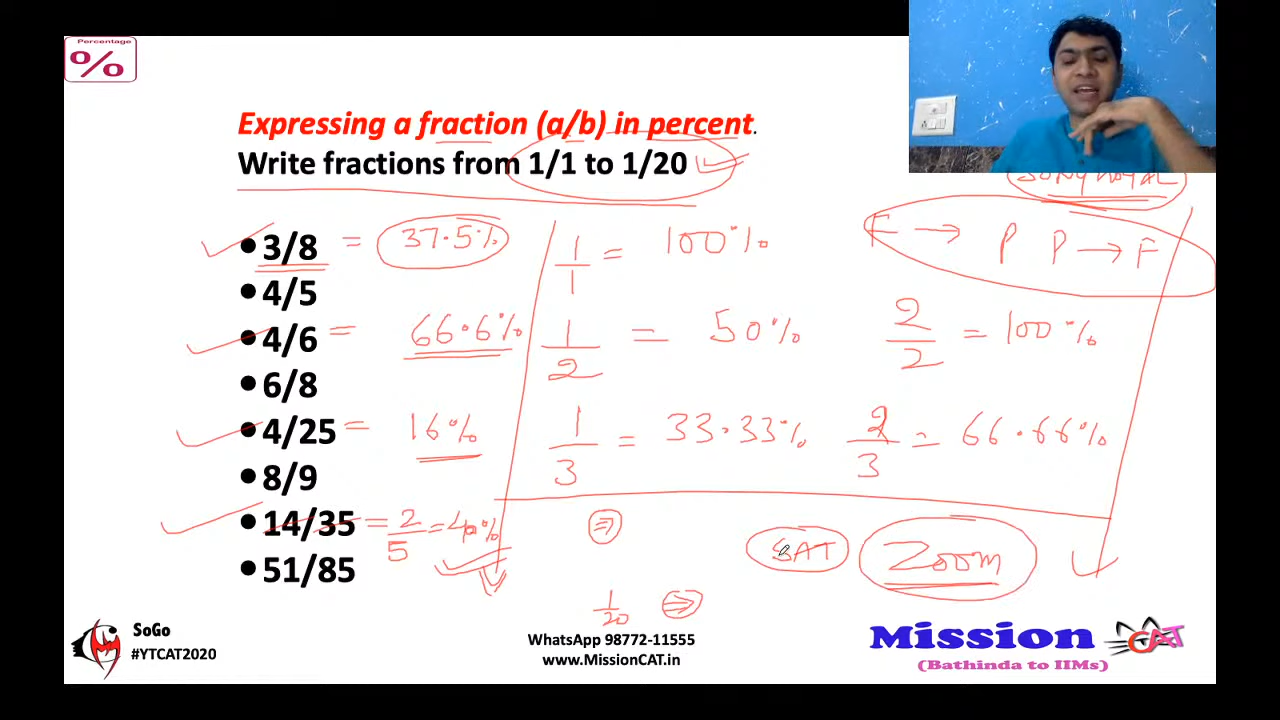 Percentage
%
Expressing a fraction (a/b) in percent.
Write fractions from 1/1 to 1/20
F → P P → F
• 3/8 = 37.5%
• 4/5
• 4/6 = 66.6%
• 6/8
• 4/25 = 16%
• 8/9
• 14/35 = 2/5 = 40%
• 51/85
1/1 = 100%
1/2 = 50% 2/2 = 100%
1/3 = 33.33% 2/3 = 66.66%
SAT Zoom
1/20 ⇒
SoGo
#YTCAT2020
WhatsApp 98772-11555
www.MissionCAT.in
Mission CAT
(Bathinda to IIMs)